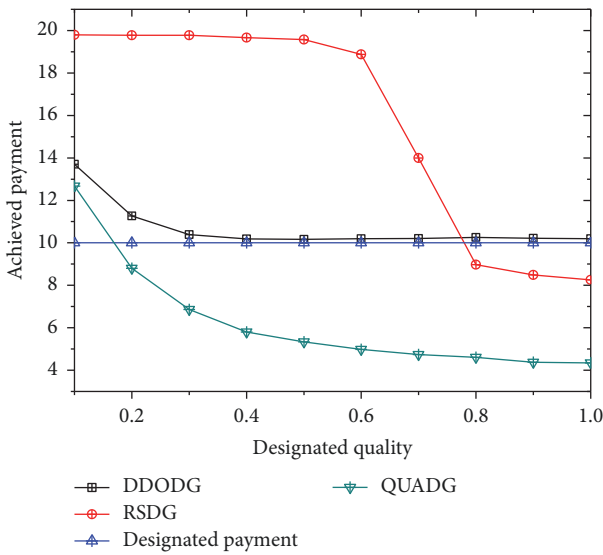 20
18
16
14
12
10
8
6
4
Achieved payment
0.2
0.4
0.6
0.8
1.0
Designated quality
DDODG
QUADG
RSDG
Designated payment